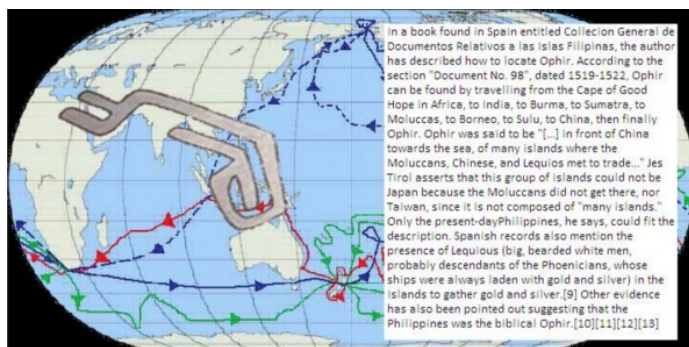 In a book found in Spain entitled Collecion General de
Documentos Relativos a las Islas Filipinas, the author
has described how to locate Ophir. According to the
section "Document No. 98", dated 1519-1522, Ophir
can be found by travelling from the Cape of Good
Hope in Africa, to India, to Burma, to Sumatra, to
Moluccas, to Borneo, to Sulu, to China, then finally
Ophir. Ophir was said to be "[...] in front of China
towards the sea, of many islands where the
Moluccans, Chinese, and Lequios met to trade..." Jes
Tirol asserts that this group of islands could not be
Japan because the Moluccans did not get there, nor
Taiwan, since it is not composed of "many islands."
Only the present-dayPhilippines, he says, could fit the
description. Spanish records also mention the
presence of Lequious (big, bearded white men,
probably descendants of the Phoenicians, whose
ships were always laden with gold and silver) in the
Islands to gather gold and silver.[9] Other evidence
has also been pointed out suggesting that the
Philippines was the biblical Ophir.[10][11][12][13]